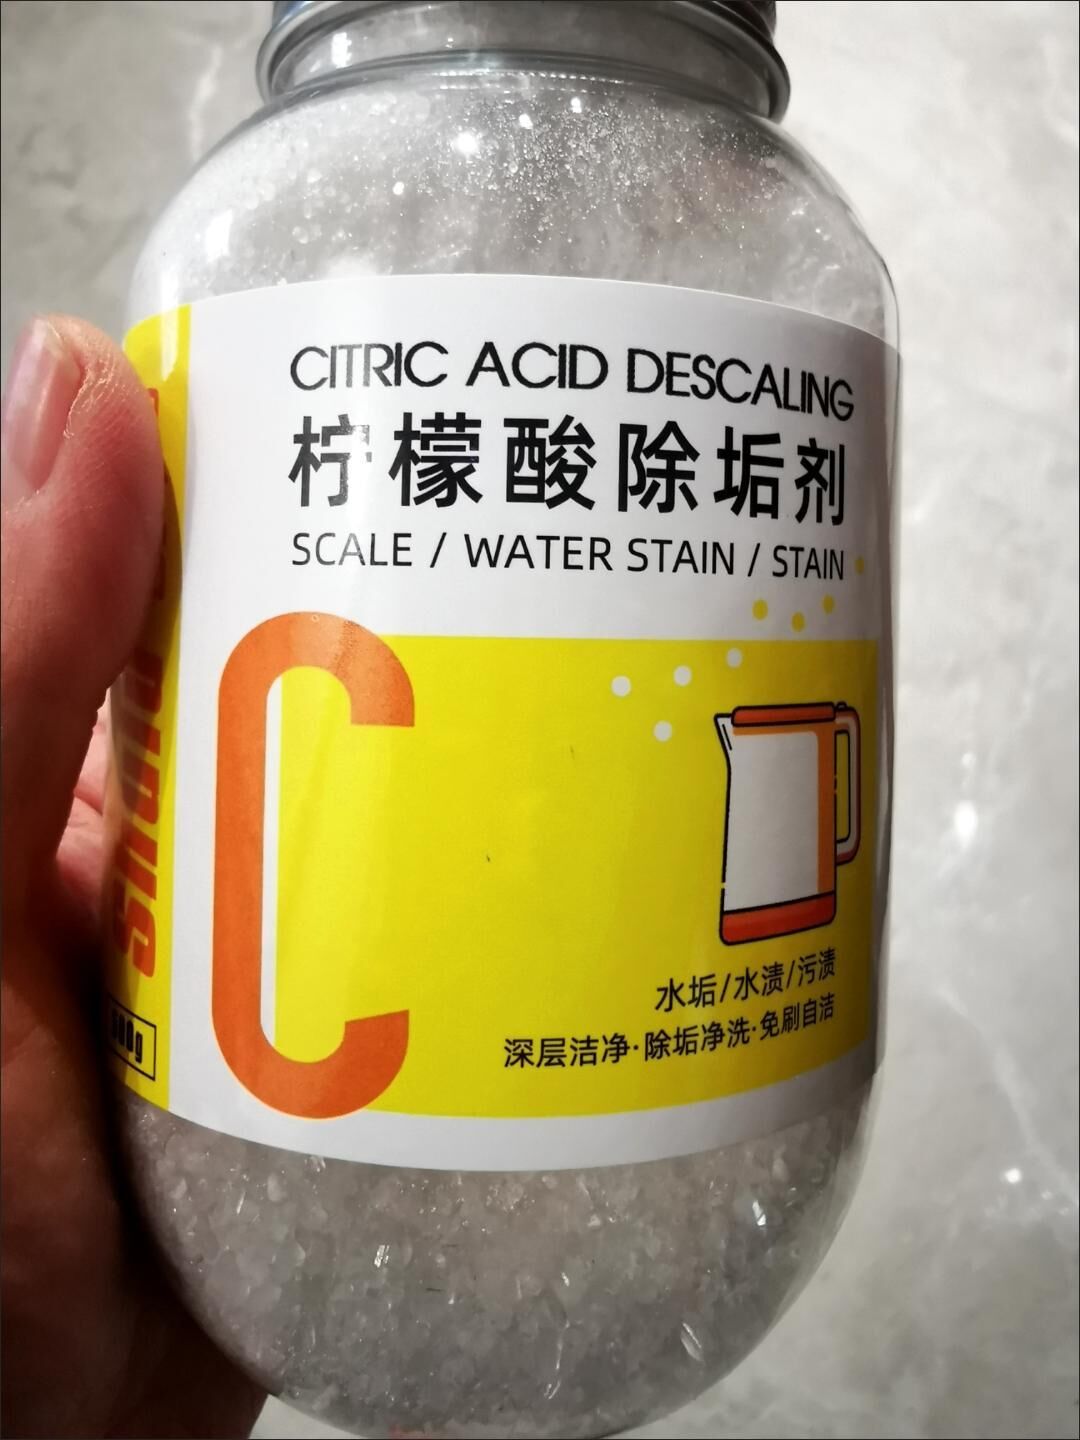 CITRIC ACID DESCALING
柠檬酸除垢剂
SCALE / WATER STAIN / STAIN
C
水垢/水渍/污渍
深层洁净·除垢净洗·免刷自洁
500g